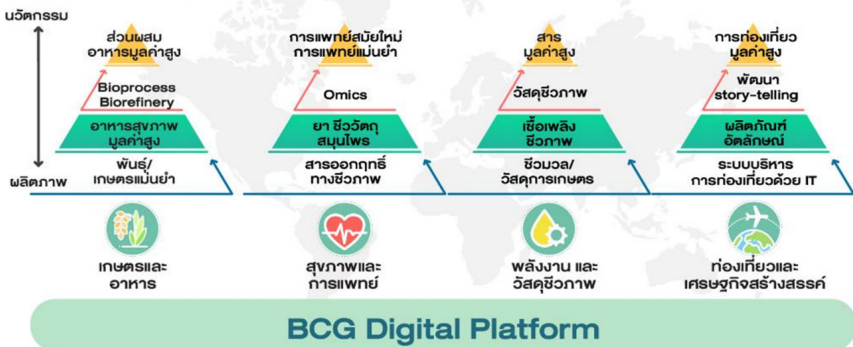 นวัตกรรม
ส่วนผสม
อาหารมูลค่าสูง
Bioprocess
Biorefinery
อาหารสุขภาพ
มูลค่าสูง
พันธุ์/
เกษตรแม่นยำ
ผลิตภาพ
เกษตรและ
อาหาร
การแพทย์สมัยใหม่
การแพทย์แม่นยำ
Omics
ยา ชีววัตถุ
สมุนไพร
สารออกฤทธิ์
ทางชีวภาพ
สุขภาพและ
การแพทย์
สาร
มูลค่าสูง
วัสดุชีวภาพ
เชื้อเพลิง
ชีวภาพ
ชีวมวล/
วัสดุการเกษตร
พลังงาน และ
วัสดุชีวภาพ
การท่องเที่ยว
มูลค่าสูง
พัฒนา
story-telling
ผลิตภัณฑ์
อัตลักษณ์
ระบบบริหาร
การท่องเที่ยวด้วย IT
ท่องเที่ยวและ
เศรษฐกิจสร้างสรรค์
BCG Digital Platform